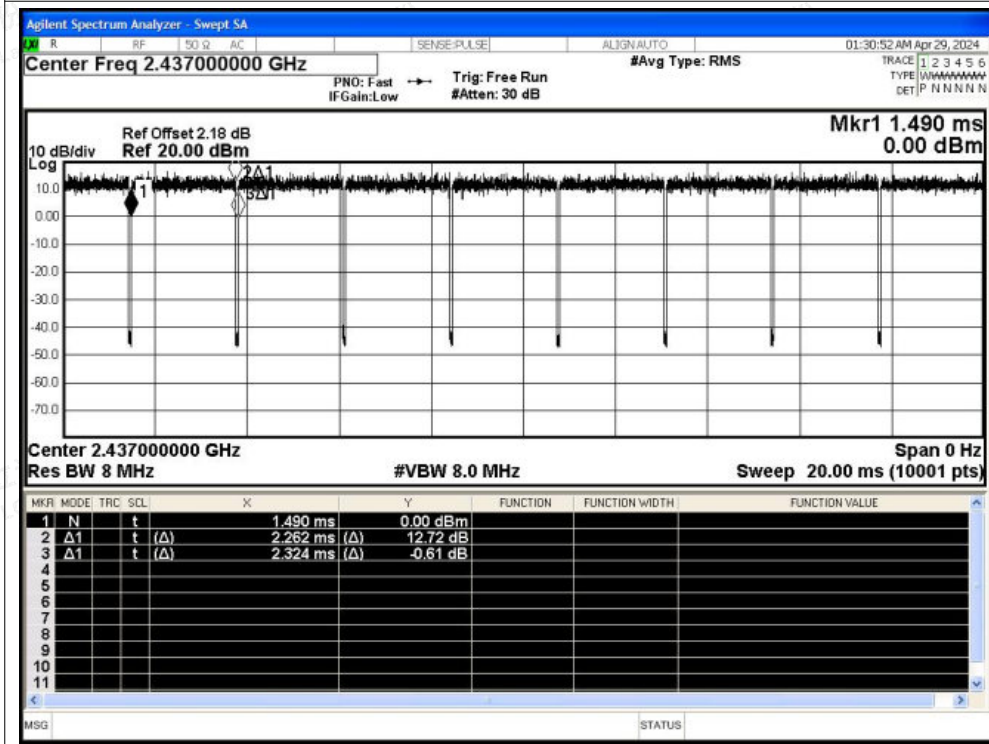 Agilent Spectrum Analyzer - Swept SA
LXI R RF 50 Ω AC SENSE:PULSE ALIGN AUTO 01:30:52 AM Apr 29, 2024
Center Freq 2.437000000 GHz
PNO: Fast
IFGain:Low
Trig: Free Run
#Atten: 30 dB
#Avg Type: RMS
TRACE 1 2 3 4 5 6
TYPE WWWWWW
DET P N N N N N
Ref Offset 2.18 dB
10 dB/div Ref 20.00 dBm
Log
Mkr1 1.490 ms
0.00 dBm
1
2Δ1
3Δ1
10.0
0.00
-10.0
-20.0
-30.0
-40.0
-50.0
-60.0
-70.0
Center 2.437000000 GHz Span 0 Hz
Res BW 8 MHz #VBW 8.0 MHz Sweep 20.00 ms (10001 pts)
MKR MODE TRC SCL X Y FUNCTION FUNCTION WIDTH FUNCTION VALUE
1 N t 1.490 ms 0.00 dBm
2 Δ1 t (Δ) 2.262 ms (Δ) 12.72 dB
3 Δ1 t (Δ) 2.324 ms (Δ) -0.61 dB
4
5
6
7
8
9
10
11
MSG STATUS